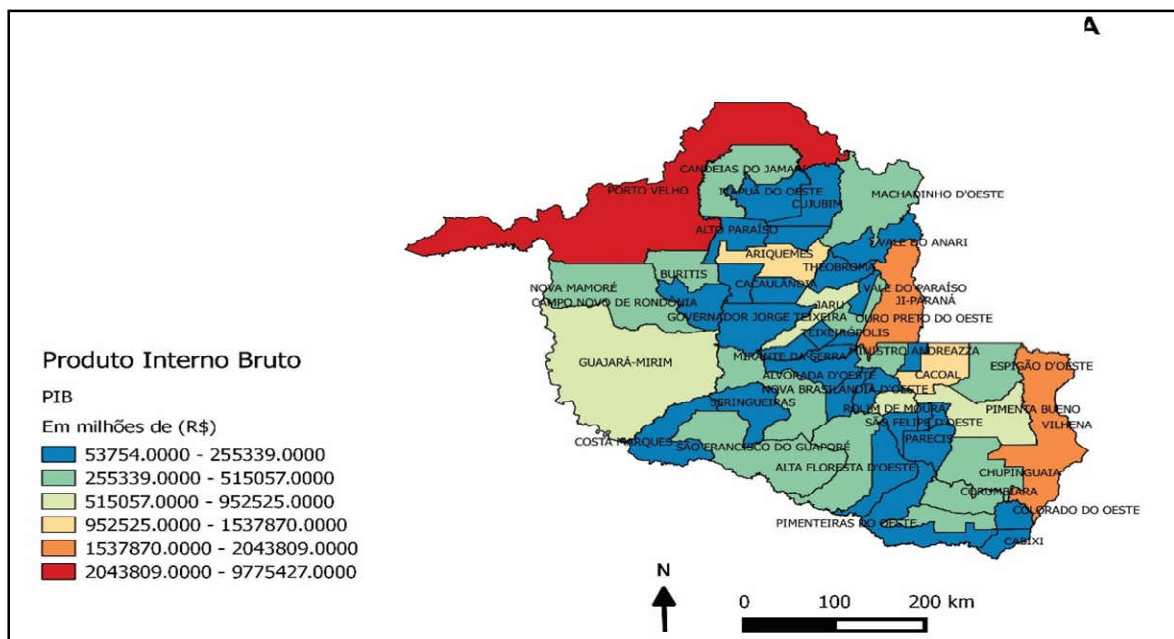 A
CANDEIAS DO JAMARI
PORTO VELHO
ITAPUÃ DO OESTE
CUJUBIM
MACHADINHO D'OESTE
ALTO PARAÍSO
VALE DO ANARI
ARIQUEMES
THEOBROMA
BURITIS
CACAULÂNDIA
NOVA MAMORÉ
VALE DO PARAÍSO
CAMPO NOVO DE RONDÔNIA
JARU
JI-PARANÁ
GOVERNADOR JORGE TEIXEIRA
OURO PRETO DO OESTE
TEIXEIRÓPOLIS
Produto Interno Bruto
GUAJARÁ-MIRIM
MIRANTE DA SERRA
MINISTRO ANDREAZZA
ESPIGÃO D'OESTE
ALVORADA D'OESTE
CACOAL
PIB
NOVA BRASILÂNDIA D'OESTE
SERINGUEIRAS
ROLIM DE MOURA
PIMENTA BUENO
Em milhões de (R$)
SÃO FELIPE D'OESTE
VILHENA
COSTA MARQUES
SÃO FRANCISCO DO GUAPORÉ
PARECIS
53754.0000 - 255339.0000
ALTA FLORESTA D'OESTE
CHUPINGUAIA
255339.0000 - 515057.0000
CORUMBIARA
515057.0000 - 952525.0000
COLORADO DO OESTE
952525.0000 - 1537870.0000
PIMENTEIRAS DO OESTE
CABIXI
1537870.0000 - 2043809.0000
2043809.0000 - 9775427.0000
N
0 100 200 km